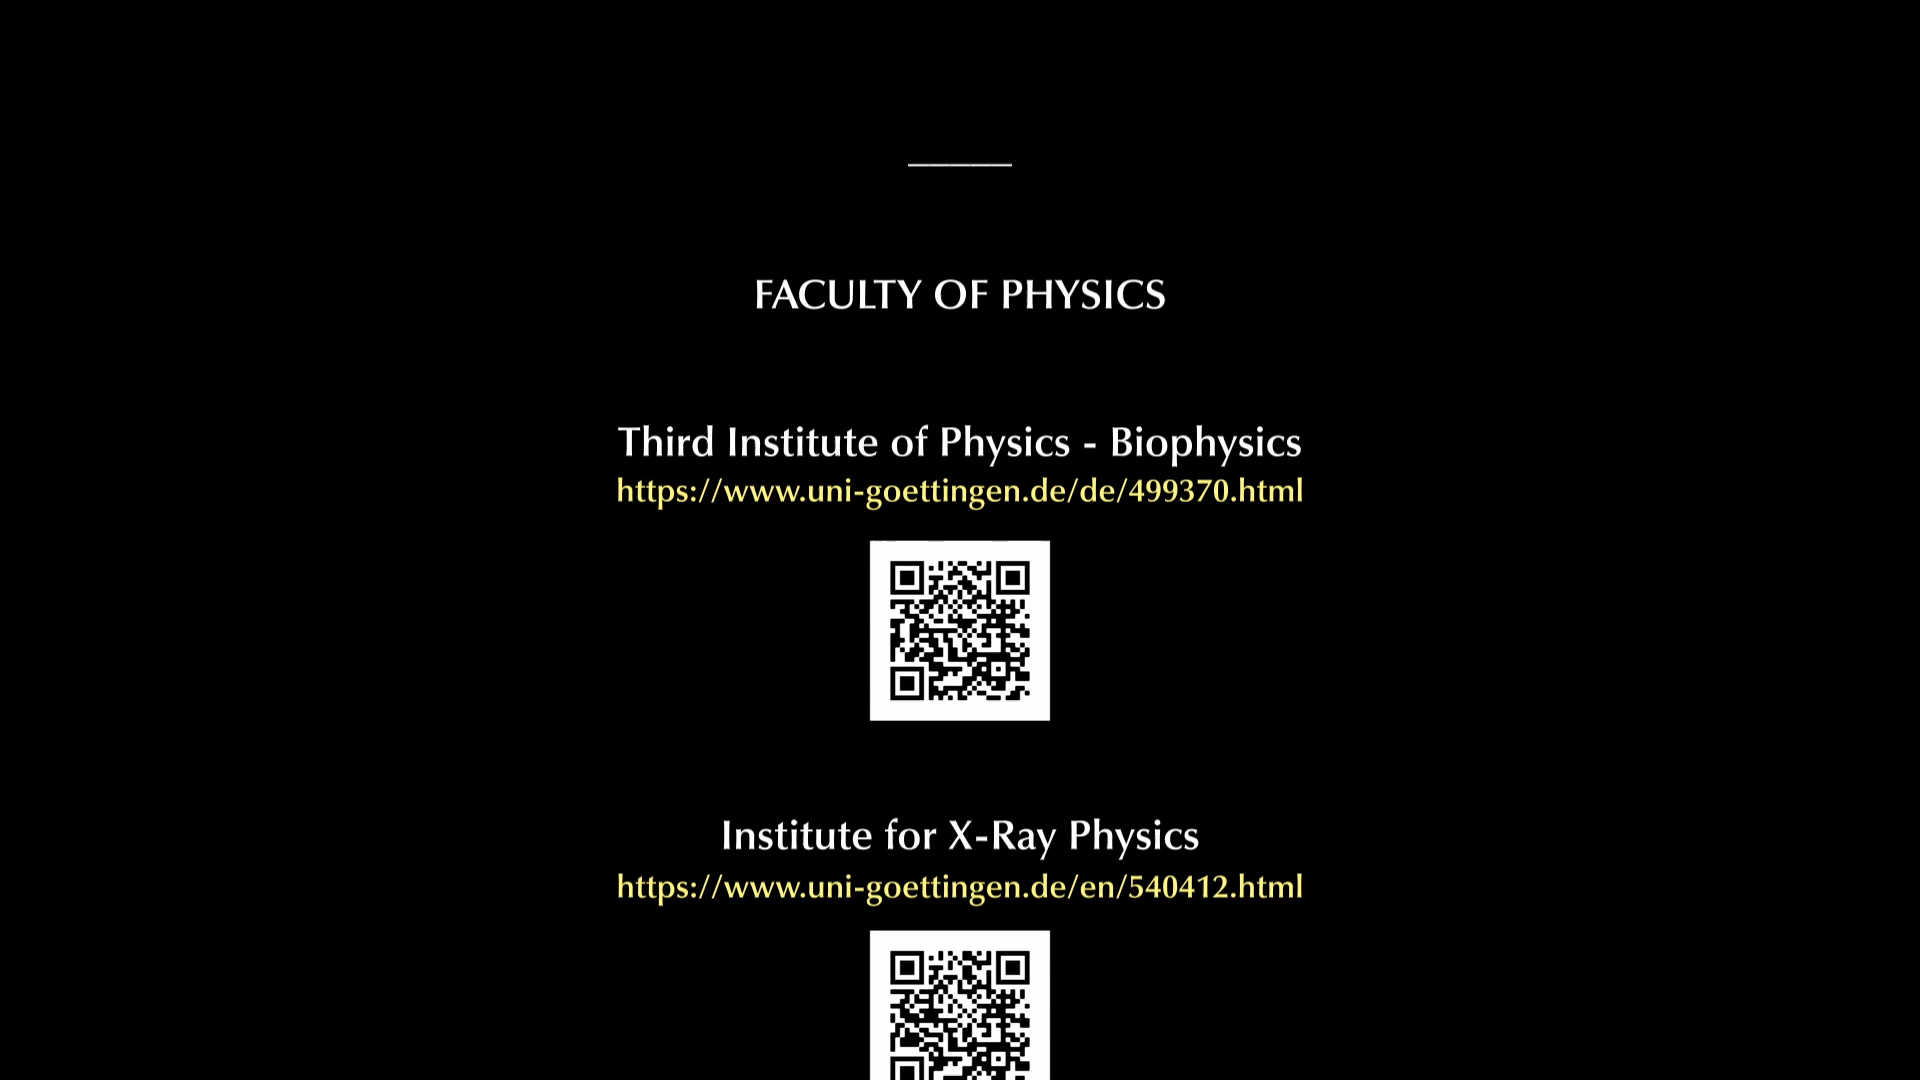 FACULTY OF PHYSICS
Third Institute of Physics - Biophysics
https://www.uni-goettingen.de/de/499370.html
Institute for X-Ray Physics
https://www.uni-goettingen.de/en/540412.html